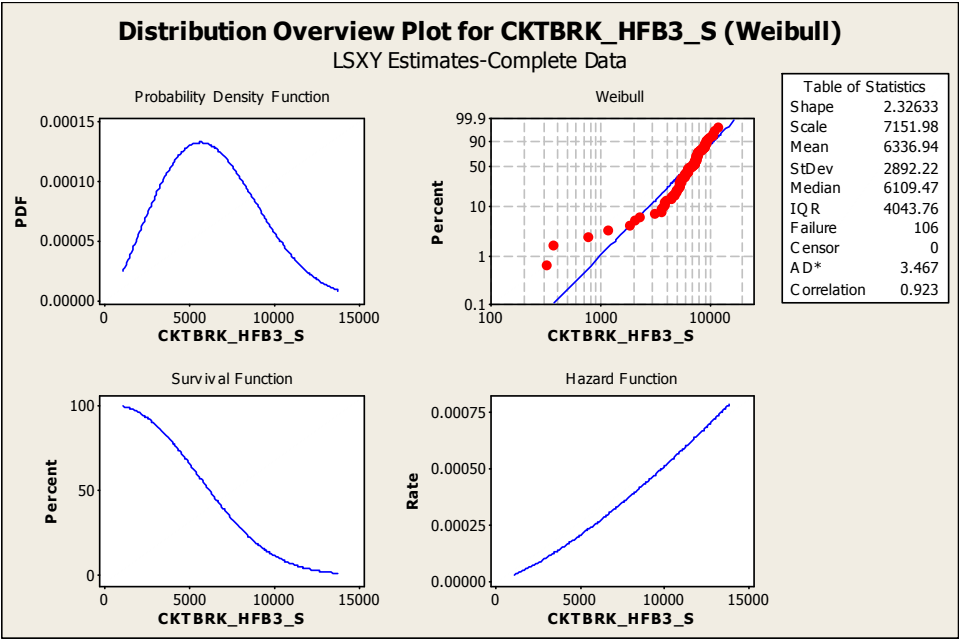 Distribution Overview Plot for CKTBRK_HFB3_S (Weibull)
LSXY Estimates-Complete Data
Probability Density Function
0.00015
0.00010
0.00005
0.00000
PDF
0 5000 10000 15000
CKTBRK_HFB3_S
Weibull
99.9
90
50
10
1
0.1
Percent
100 1000 10000
CKTBRK_HFB3_S
Table of Statistics
Shape 2.32633
Scale 7151.98
Mean 6336.94
StDev 2892.22
Median 6109.47
IQR 4043.76
Failure 106
Censor 0
AD* 3.467
Correlation 0.923
Survival Function
100
50
0
Percent
0 5000 10000 15000
CKTBRK_HFB3_S
Hazard Function
0.00075
0.00050
0.00025
0.00000
Rate
0 5000 10000 15000
CKTBRK_HFB3_S